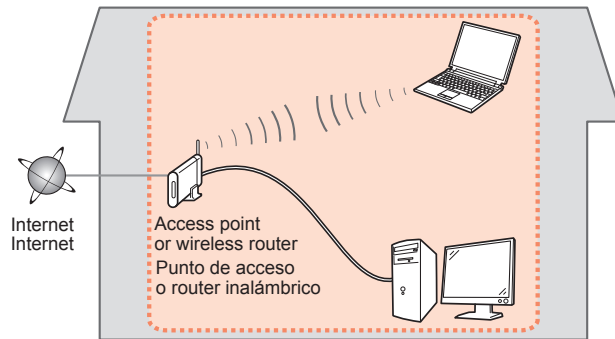 Internet
Internet
Access point
or wireless router
Punto de acceso
o router inalámbrico